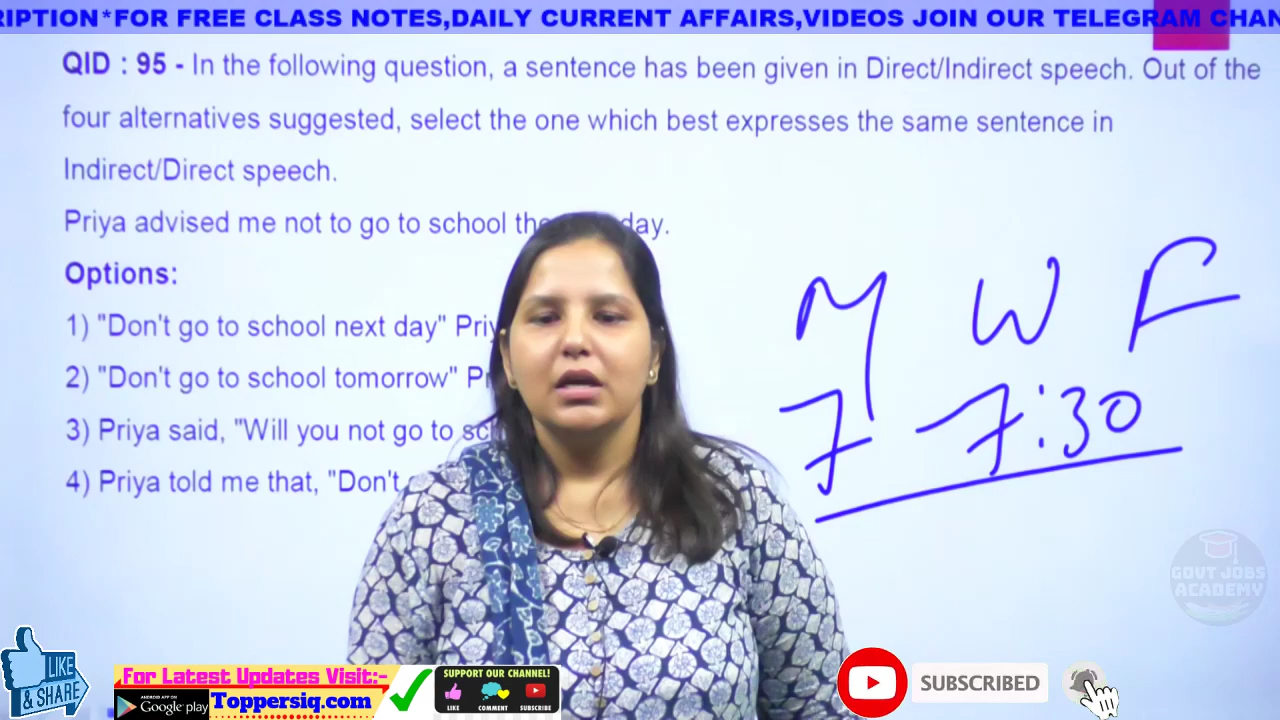 RIPTION*FOR FREE CLASS NOTES,DAILY CURRENT AFFAIRS,VIDEOS JOIN OUR TELEGRAM CHAN
QID : 95 - In the following question, a sentence has been given in Direct/Indirect speech. Out of the
four alternatives suggested, select the one which best expresses the same sentence in
Indirect/Direct speech.
Priya advised me not to go to school the day.
Options:
1) "Don't go to school next day" Priy
2) "Don't go to school tomorrow" Pr
3) Priya said, "Will you not go to sc
4) Priya told me that, "Don't
M W F
7 - 7:30
GOVT JOBS
ACADEMY
LIKE
& SHARE
For Latest Updates Visit:-
ANDROID APP ON
Google play
Toppersiq.com
SUPPORT OUR CHANNEL!
LIKE COMMENT SUBSCRIBE
SUBSCRIBED